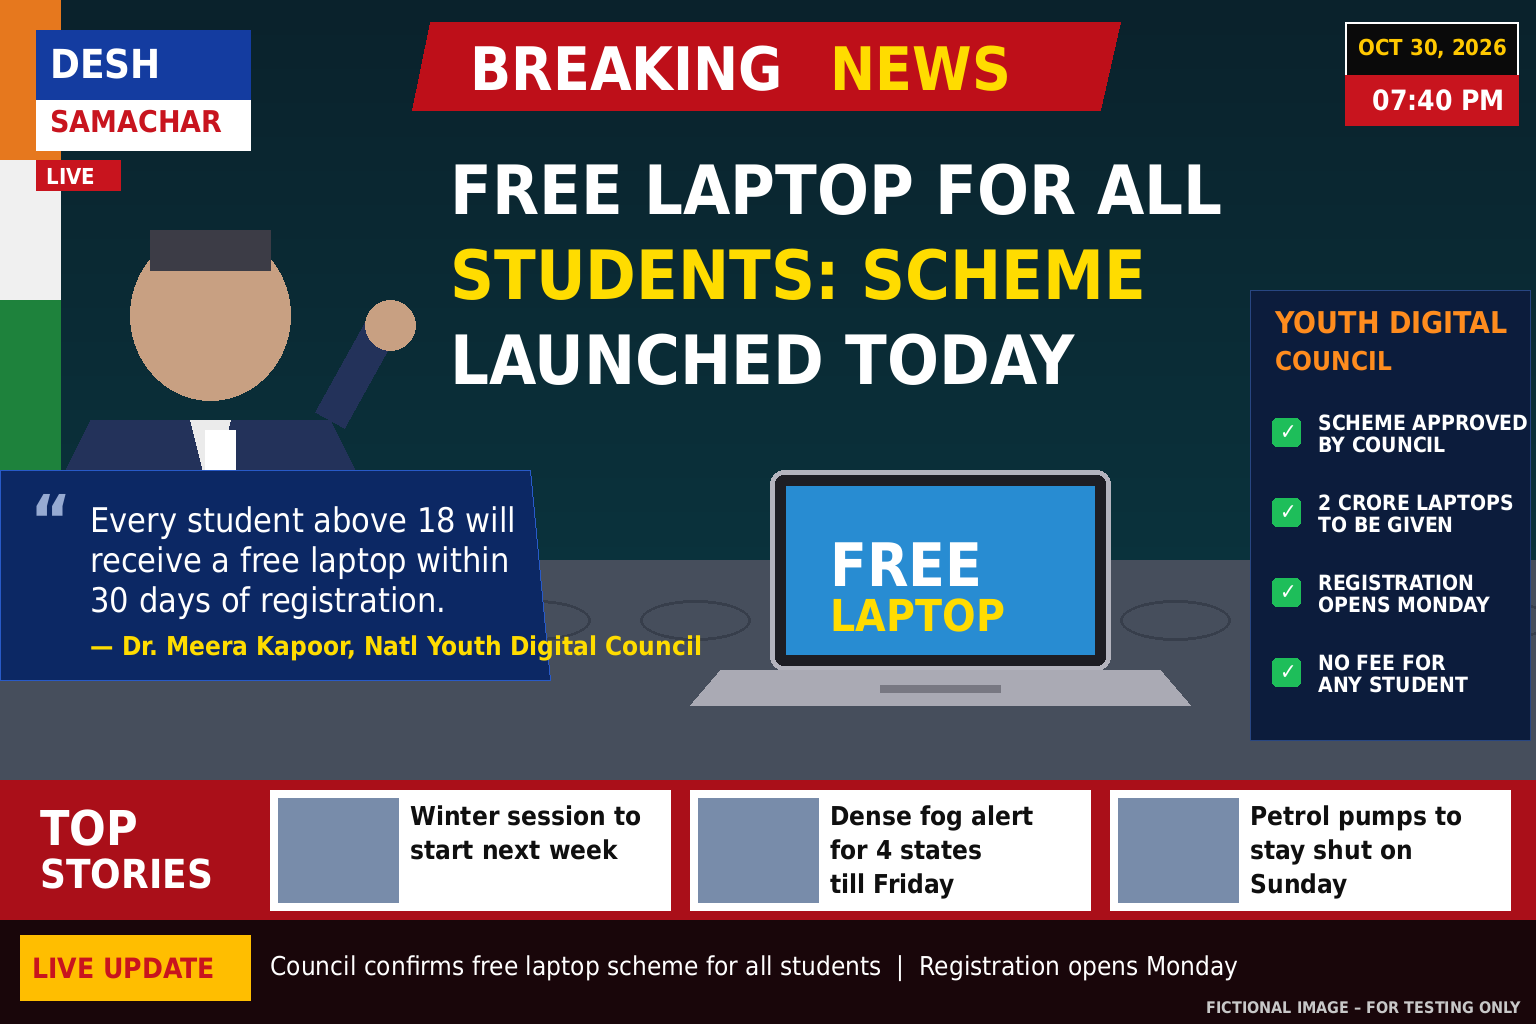 DESH
SAMACHAR
LIVE
BREAKING NEWS
OCT 30, 2026
07:40 PM
FREE LAPTOP FOR ALL
STUDENTS: SCHEME
LAUNCHED TODAY
“
Every student above 18 will
receive a free laptop within
30 days of registration.
— Dr. Meera Kapoor, Natl Youth Digital Council
FREE
LAPTOP
YOUTH DIGITAL
COUNCIL
✓ SCHEME APPROVED
BY COUNCIL
✓ 2 CRORE LAPTOPS
TO BE GIVEN
✓ REGISTRATION
OPENS MONDAY
✓ NO FEE FOR
ANY STUDENT
TOP
STORIES
Winter session to
start next week
Dense fog alert
for 4 states
till Friday
Petrol pumps to
stay shut on
Sunday
LIVE UPDATE
Council confirms free laptop scheme for all students | Registration opens Monday
FICTIONAL IMAGE – FOR TESTING ONLY